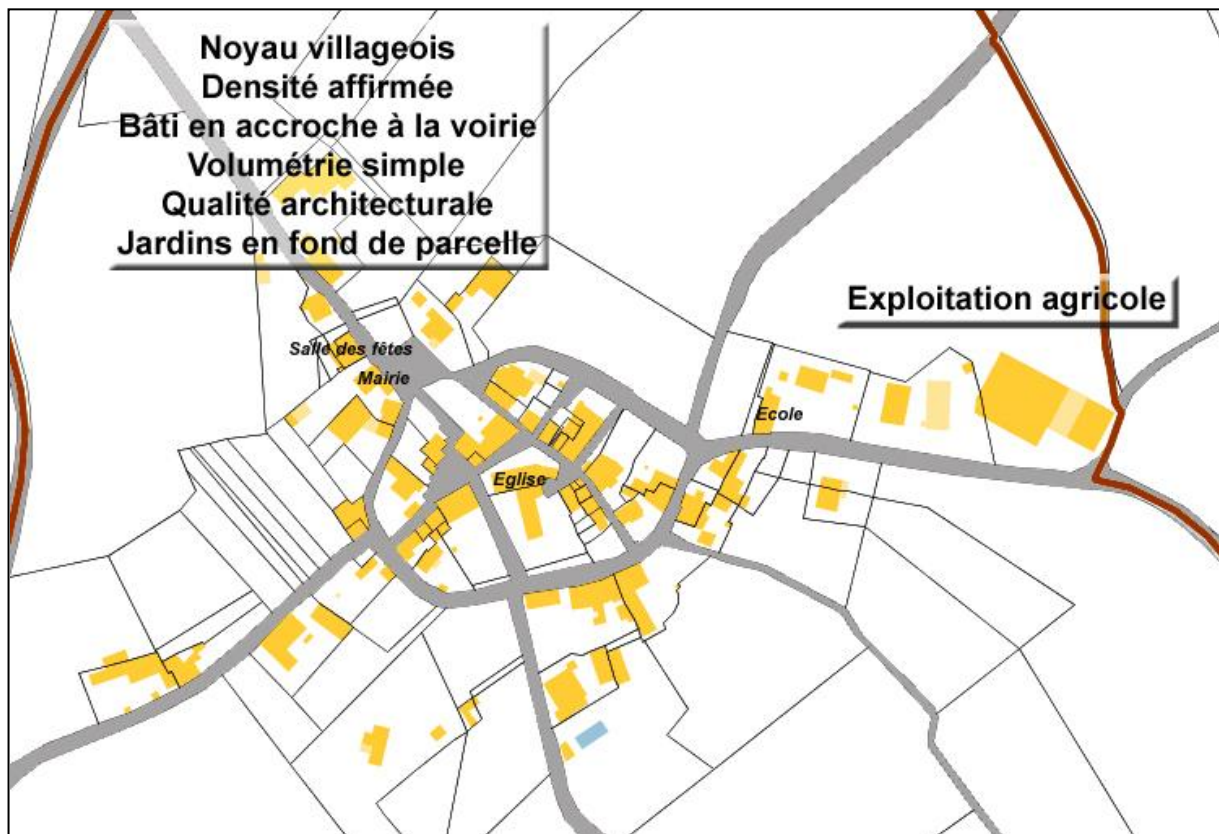 Noyau villageois
Densité affirmée
Bâti en accroche à la voirie
Volumétrie simple
Qualité architecturale
Jardins en fond de parcelle
Exploitation agricole
Salle des fêtes
Mairie
Ecole
Eglise